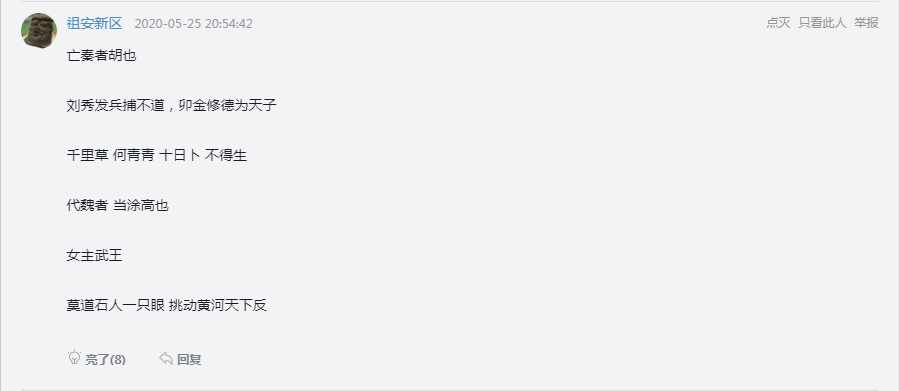 祖安新区 2020-05-25 20:54:42 点灭 只看此人 举报
亡秦者胡也
刘秀发兵捕不道，卯金修德为天子
千里草 何青青 十日卜 不得生
代魏者 当涂高也
女主武王
莫道石人一只眼 挑动黄河天下反
亮了(8) 回复